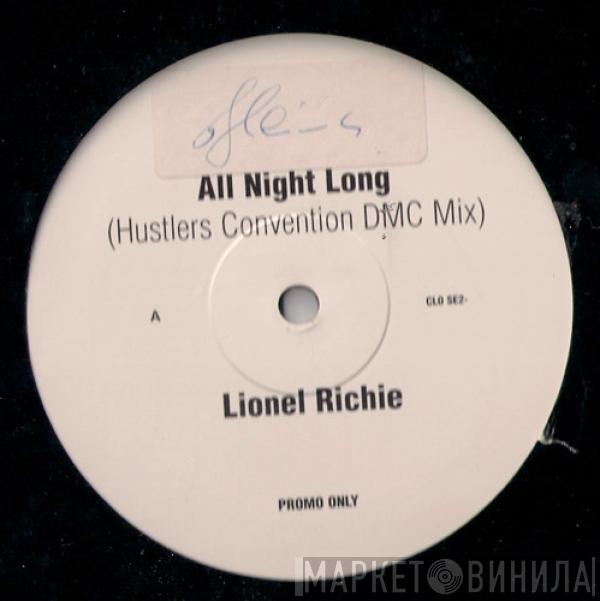 All Night Long
(Hustlers Convention DMC Mix)
A
CLO SE2-
Lionel Richie
PROMO ONLY
МАРКЕТ ВИНИЛА